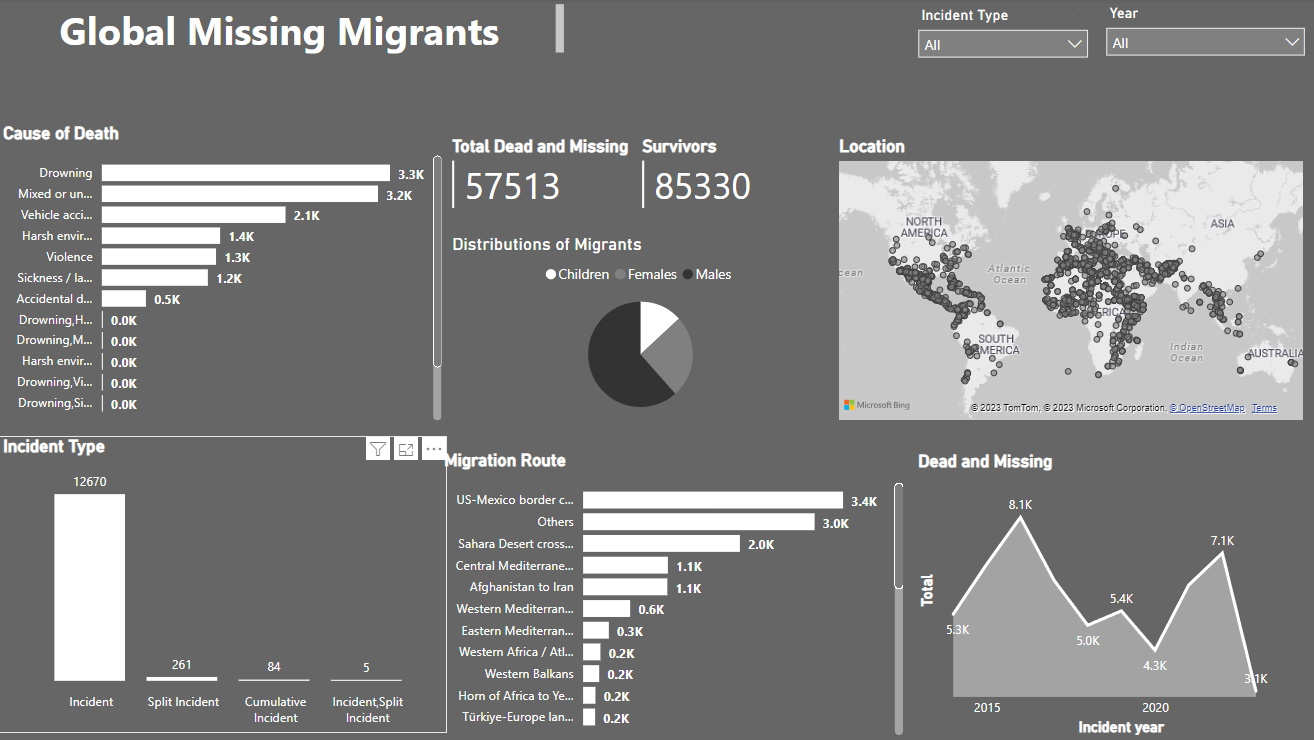 Global Missing Migrants
Incident Type
All
Year
All
Cause of Death
Drowning 3.3K
Mixed or un... 3.2K
Vehicle acci... 2.1K
Harsh envir... 1.4K
Violence 1.3K
Sickness / la... 1.2K
Accidental d... 0.5K
Drowning,H... 0.0K
Drowning,M... 0.0K
Harsh envir... 0.0K
Drowning,Vi... 0.0K
Drowning,Si... 0.0K
Total Dead and Missing
57513
Survivors
85330
Distributions of Migrants
Children Females Males
Location
NORTH
AMERICA
ASIA
Atlantic
Ocean
cean
SOUTH
AMERICA
Indian
Ocean
AUSTRALIA
Microsoft Bing
© 2023 TomTom, © 2023 Microsoft Corporation, © OpenStreetMap Terms
Incident Type
12670
261
84
5
Incident
Split Incident
Cumulative
Incident
Incident,Split
Incident
Migration Route
US-Mexico border c... 3.4K
Others 3.0K
Sahara Desert cross... 2.0K
Central Mediterrane... 1.1K
Afghanistan to Iran 1.1K
Western Mediterran... 0.6K
Eastern Mediterran... 0.3K
Western Africa / Atl... 0.2K
Western Balkans 0.2K
Horn of Africa to Ye... 0.2K
Türkiye-Europe lan... 0.2K
Dead and Missing
Total
8.1K
7.1K
5.4K
5.3K
5.0K
4.3K
3.1K
2015
2020
Incident year